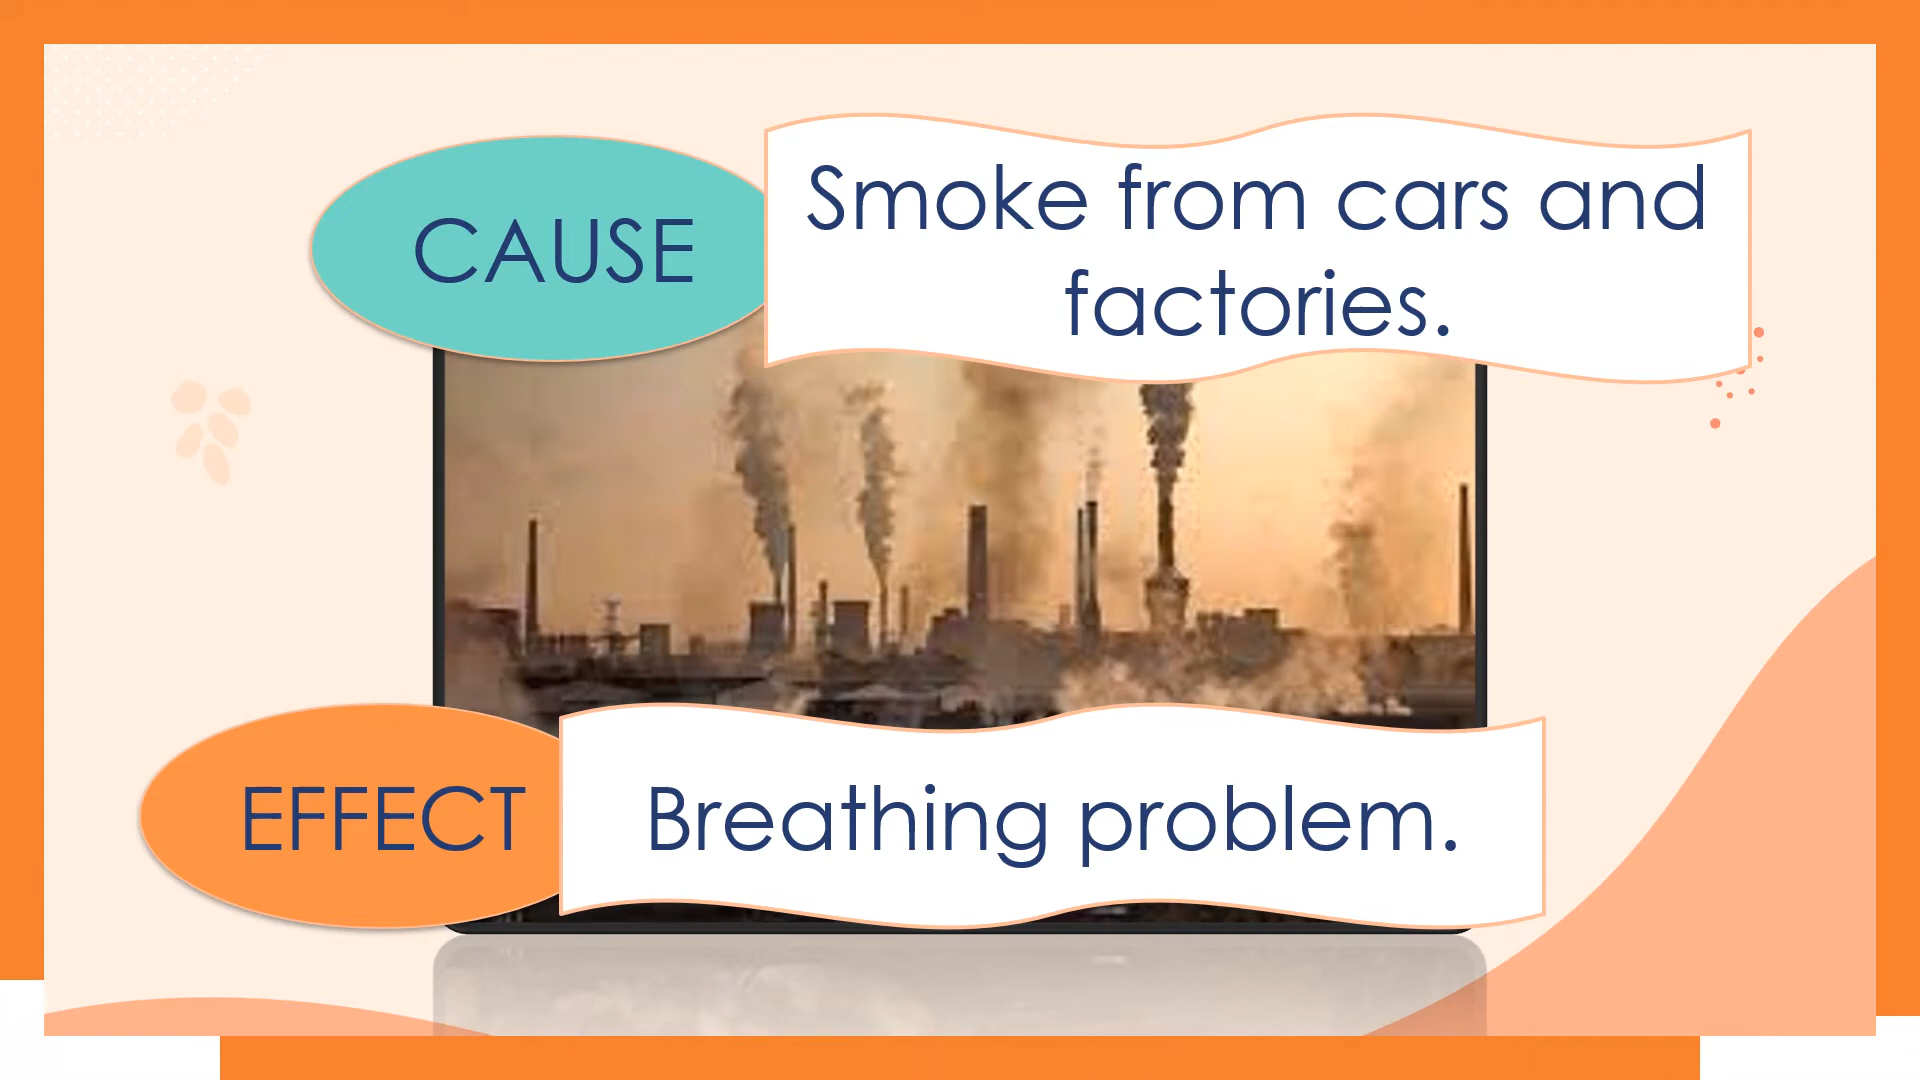 CAUSE
Smoke from cars and
factories.
EFFECT
Breathing problem.